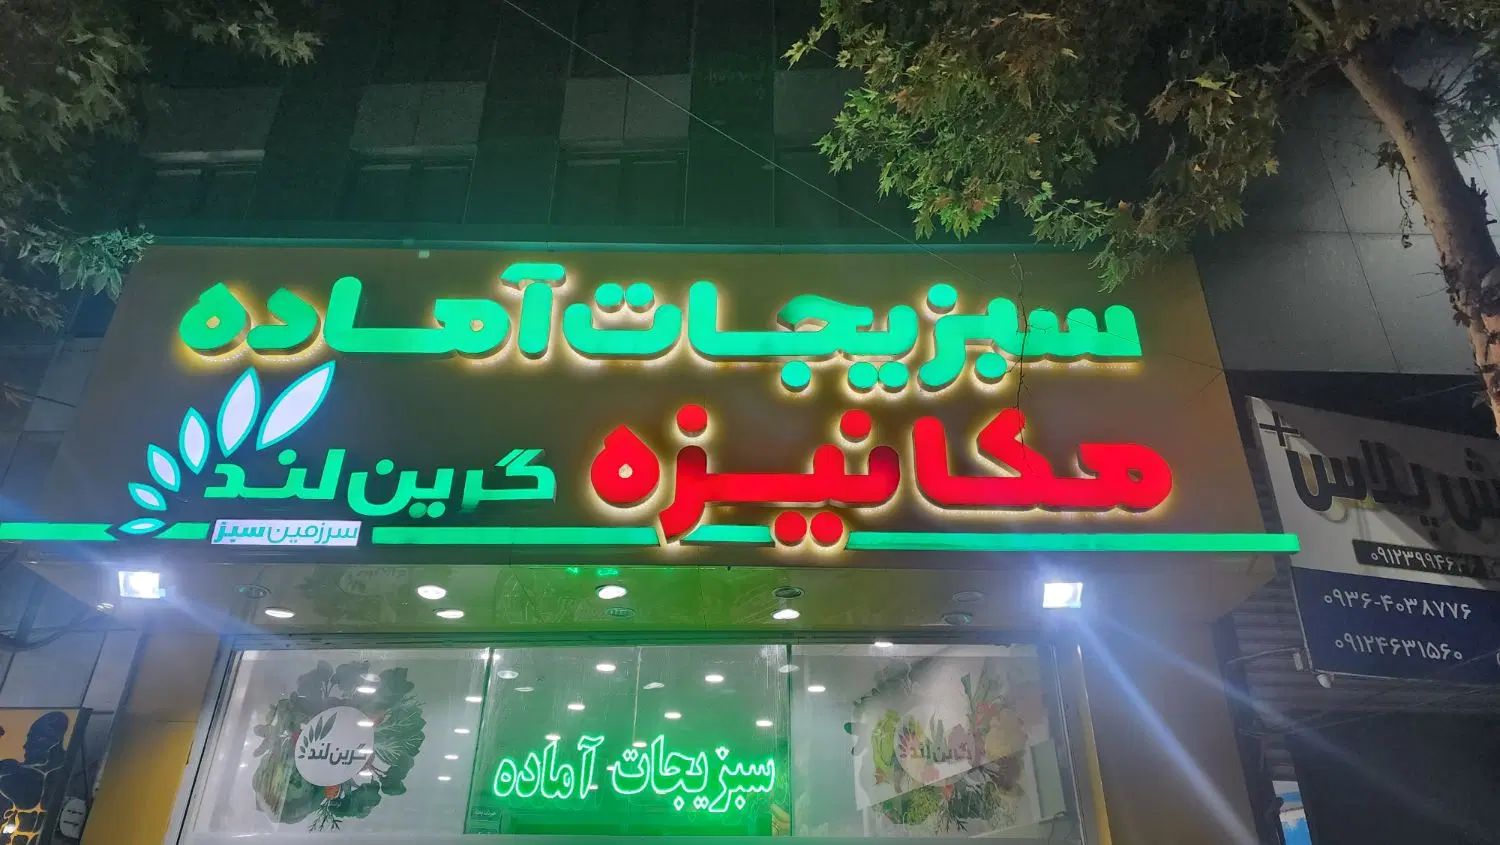 سبزیجات آماده
مکانیزه
گرین لند
سرزمین سبز
گرین لند
سبزیجات آماده
گرین لند
پلاس+
۰۹۳۶-۴۰۳۸۷۷۶
۰۹۱۲۴۶۳۱۵۶۰